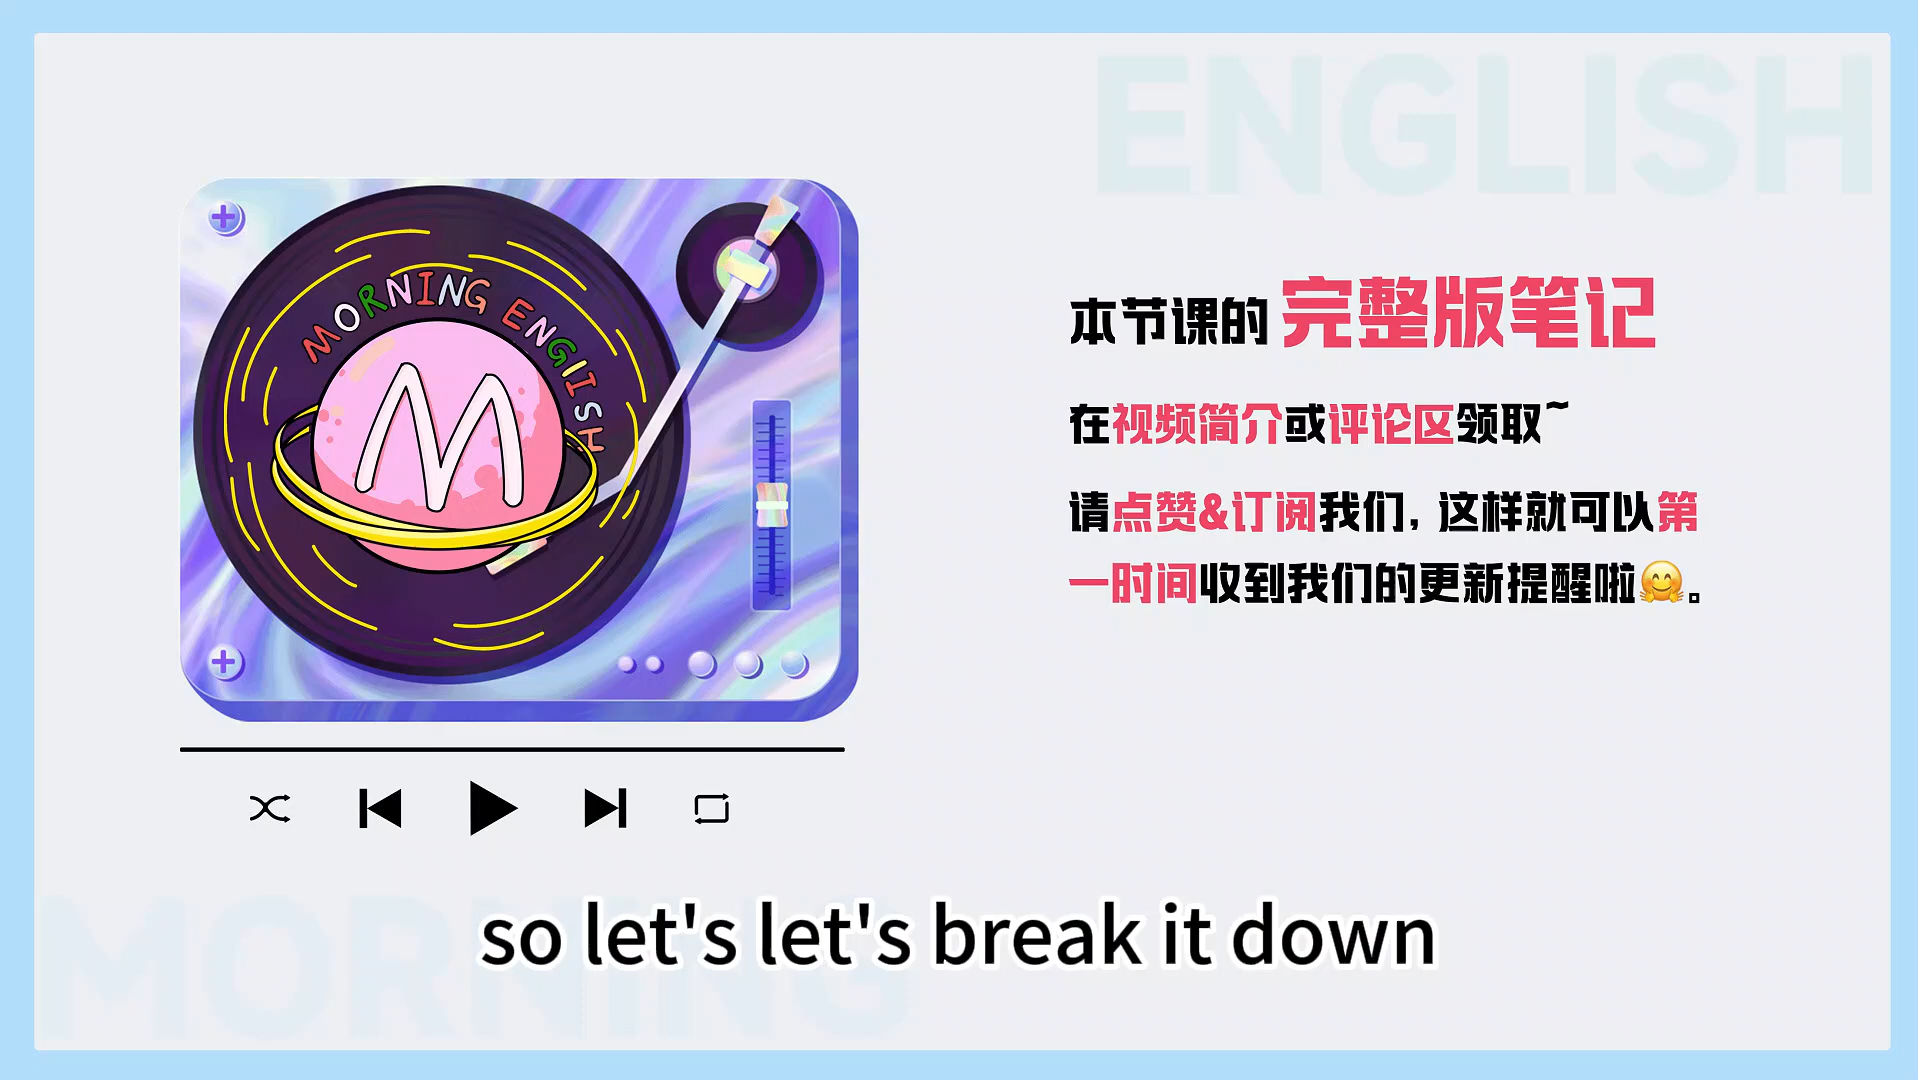 ENGLISH
MORNING ENGLISH
M
本节课的 完整版笔记
在视频简介或评论区领取~
请点赞&订阅我们，这样就可以第
一时间收到我们的更新提醒啦🤗。
MORNING
so let's let's break it down